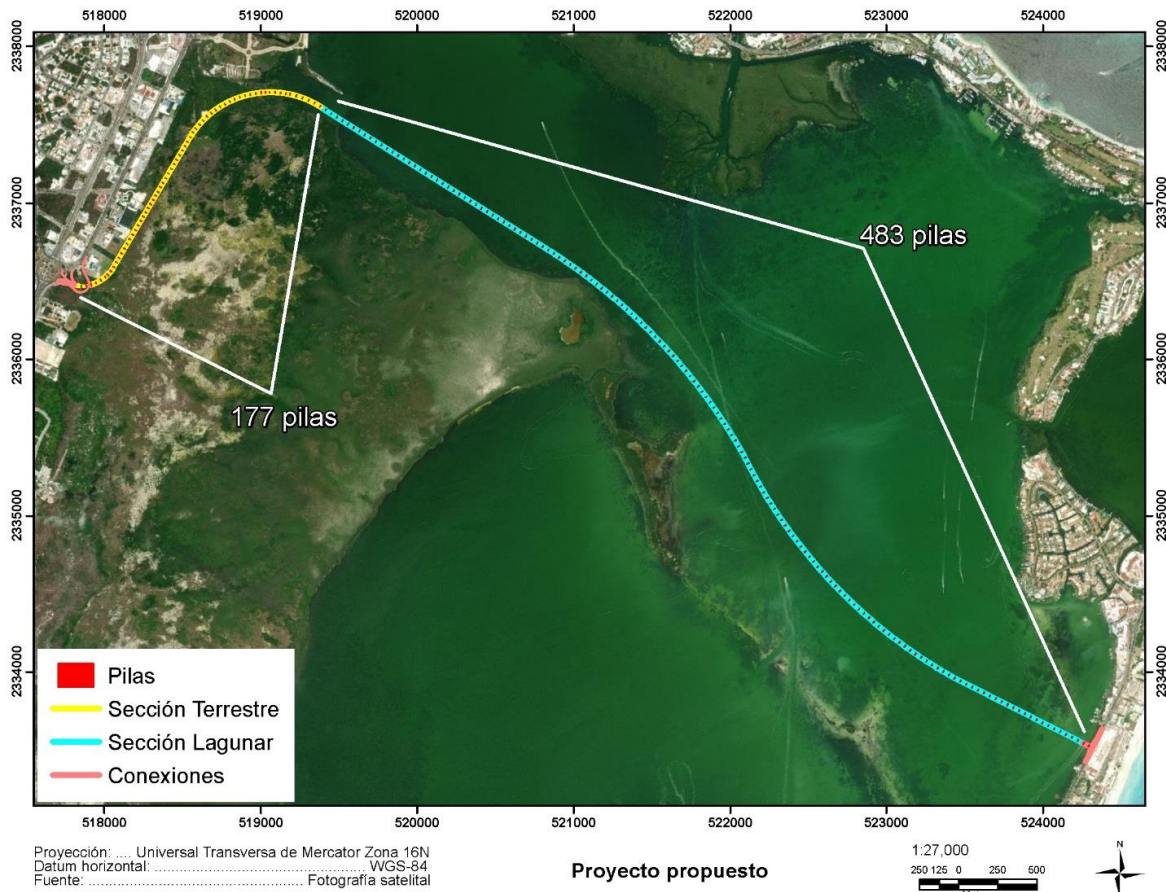 518000 519000 520000 521000 522000 523000 524000
2338000 2338000
2337000 2337000
483 pilas
2336000 2336000
177 pilas
2335000 2335000
2334000 2334000
Pilas
Sección Terrestre
Sección Lagunar
Conexiones
518000 519000 520000 521000 522000 523000 524000
Proyección: .... Universal Transversa de Mercator Zona 16N
Datum horizontal: ........................................ WGS-84
Fuente: ........................................ Fotografía satelital
Proyecto propuesto
1:27,000
N
250 125 0 250 500